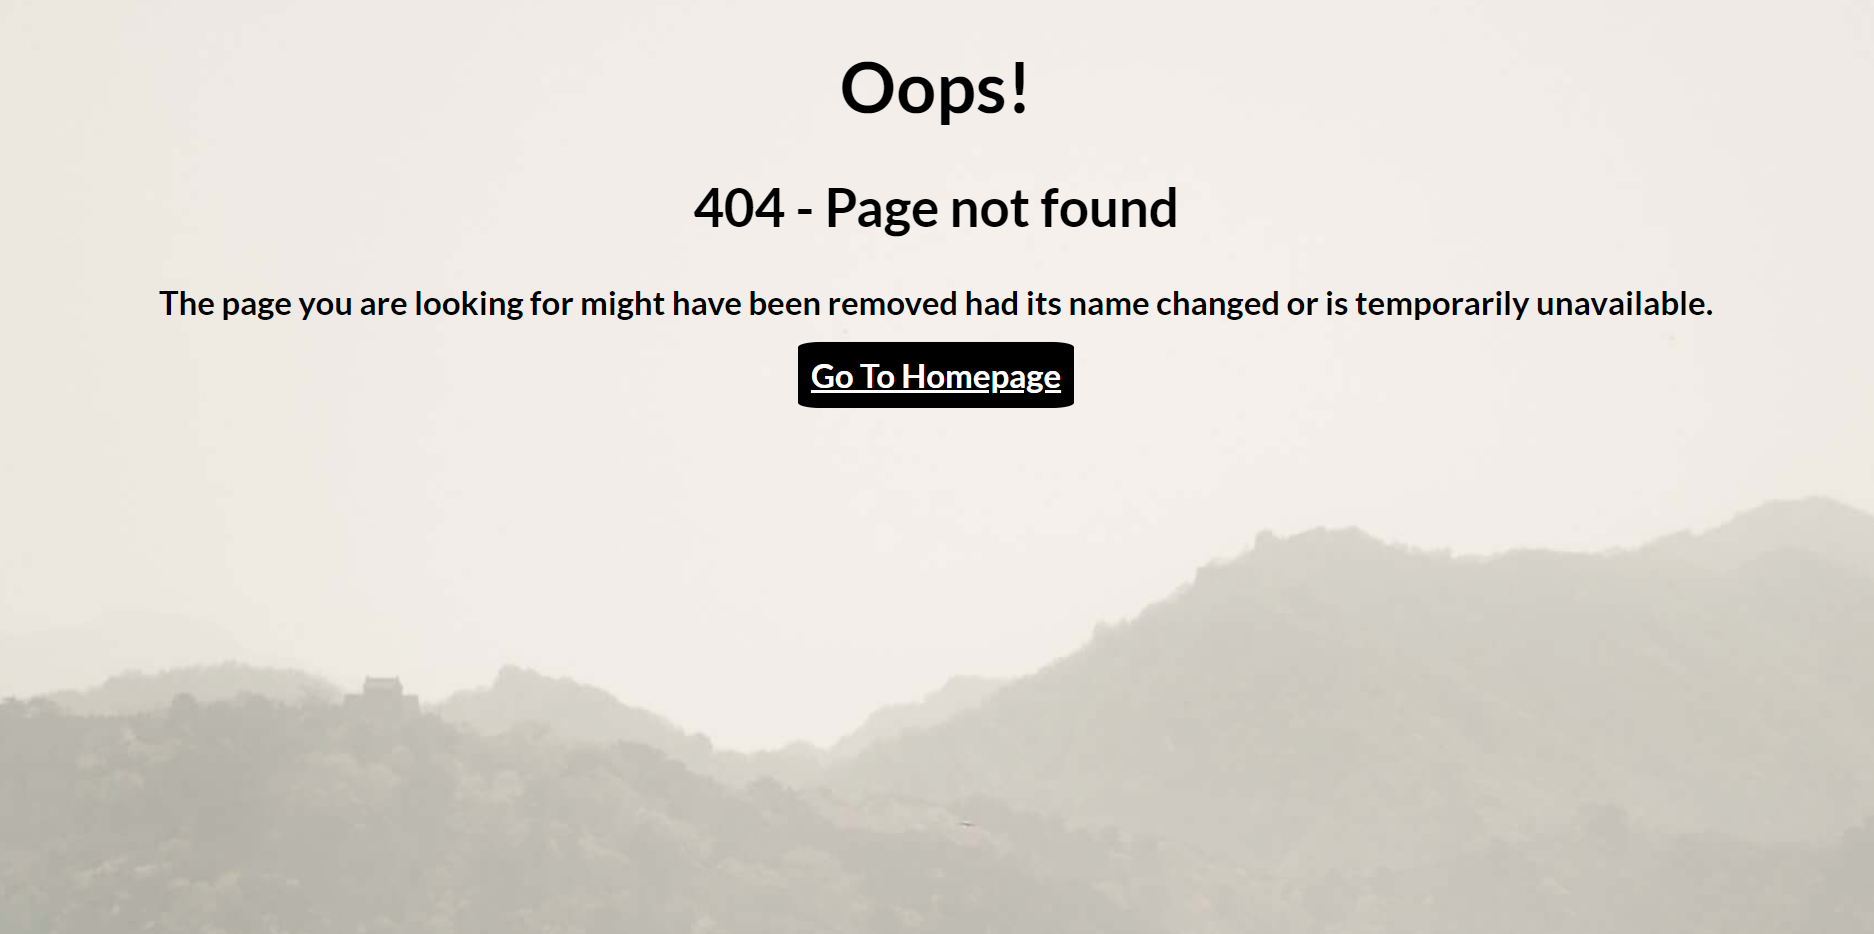 Oops!
404 - Page not found
The page you are looking for might have been removed had its name changed or is temporarily unavailable.
Go To Homepage